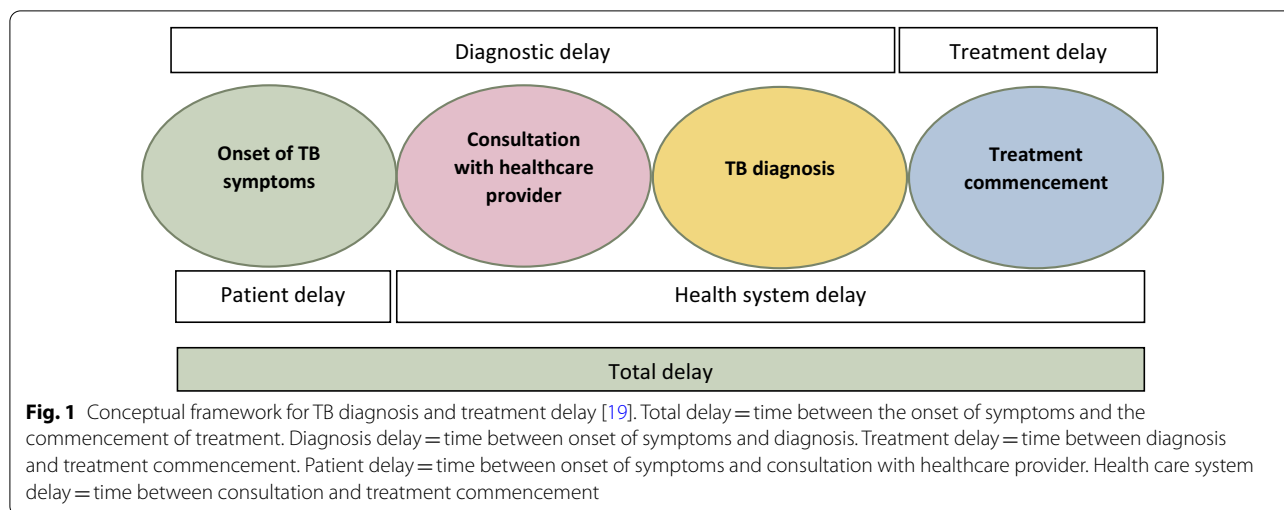 Diagnostic delay
Treatment delay
Onset of TB
symptoms
Consultation
with healthcare
provider
TB diagnosis
Treatment
commencement
Patient delay
Health system delay
Total delay
Fig. 1 Conceptual framework for TB diagnosis and treatment delay [19]. Total delay = time between the onset of symptoms and the
commencement of treatment. Diagnosis delay = time between onset of symptoms and diagnosis. Treatment delay = time between diagnosis
and treatment commencement. Patient delay = time between onset of symptoms and consultation with healthcare provider. Health care system
delay = time between consultation and treatment commencement